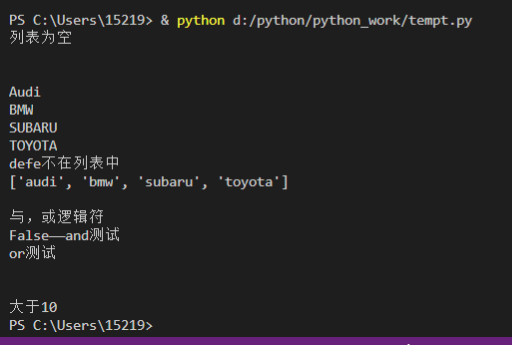 PS C:\Users\15219> & python d:/python/python_work/tempt.py
列表为空
Audi
BMW
SUBARU
TOYOTA
defe不在列表中
['audi', 'bmw', 'subaru', 'toyota']
与，或逻辑符
False——and测试
or测试
大于10
PS C:\Users\15219>